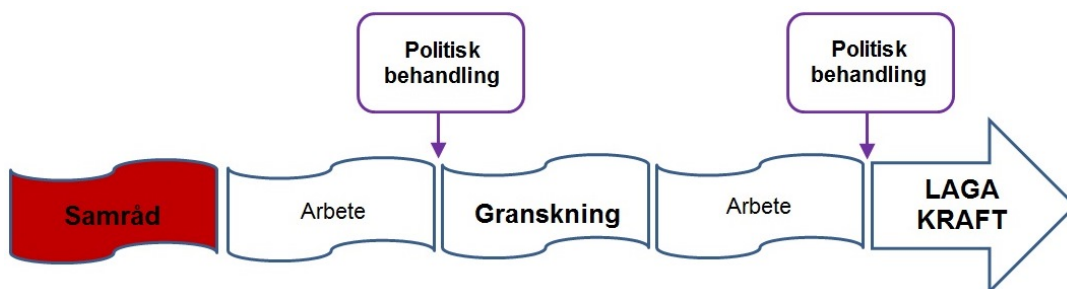 Politisk
behandling
Politisk
behandling
Samråd
Arbete
Granskning
Arbete
LAGA
KRAFT